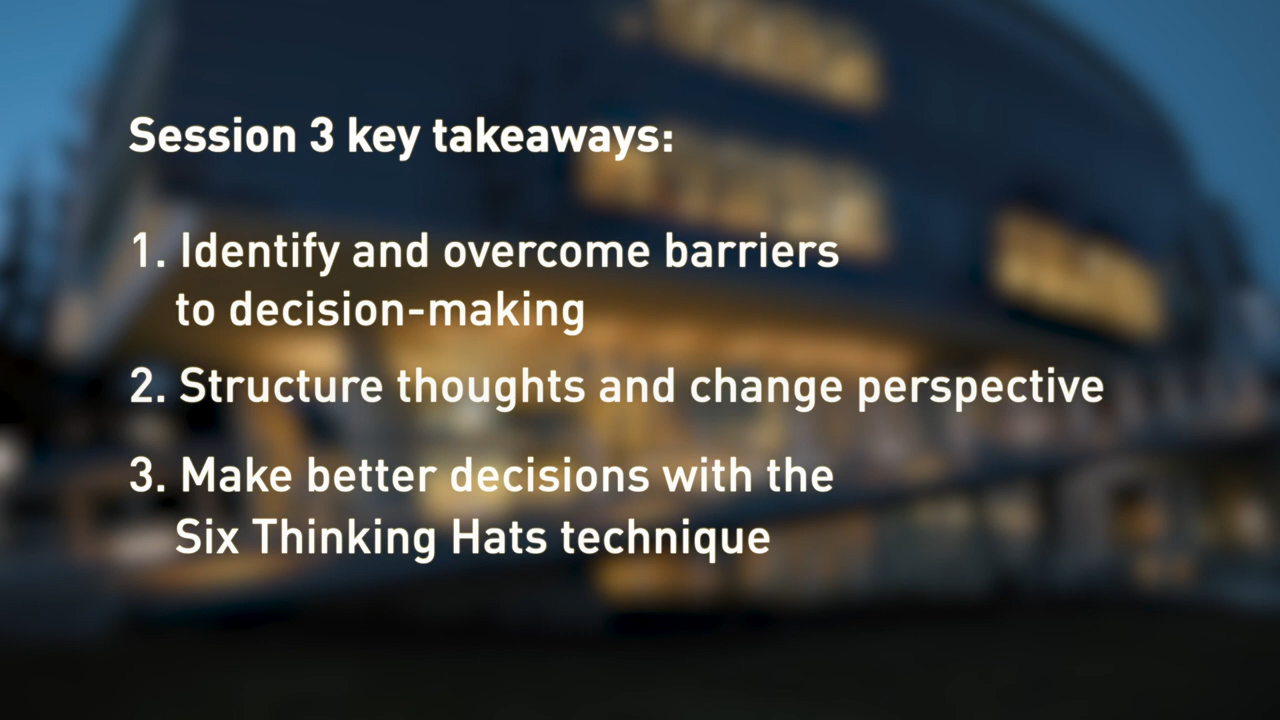 Session 3 key takeaways:
1. Identify and overcome barriers
to decision-making
2. Structure thoughts and change perspective
3. Make better decisions with the
Six Thinking Hats technique